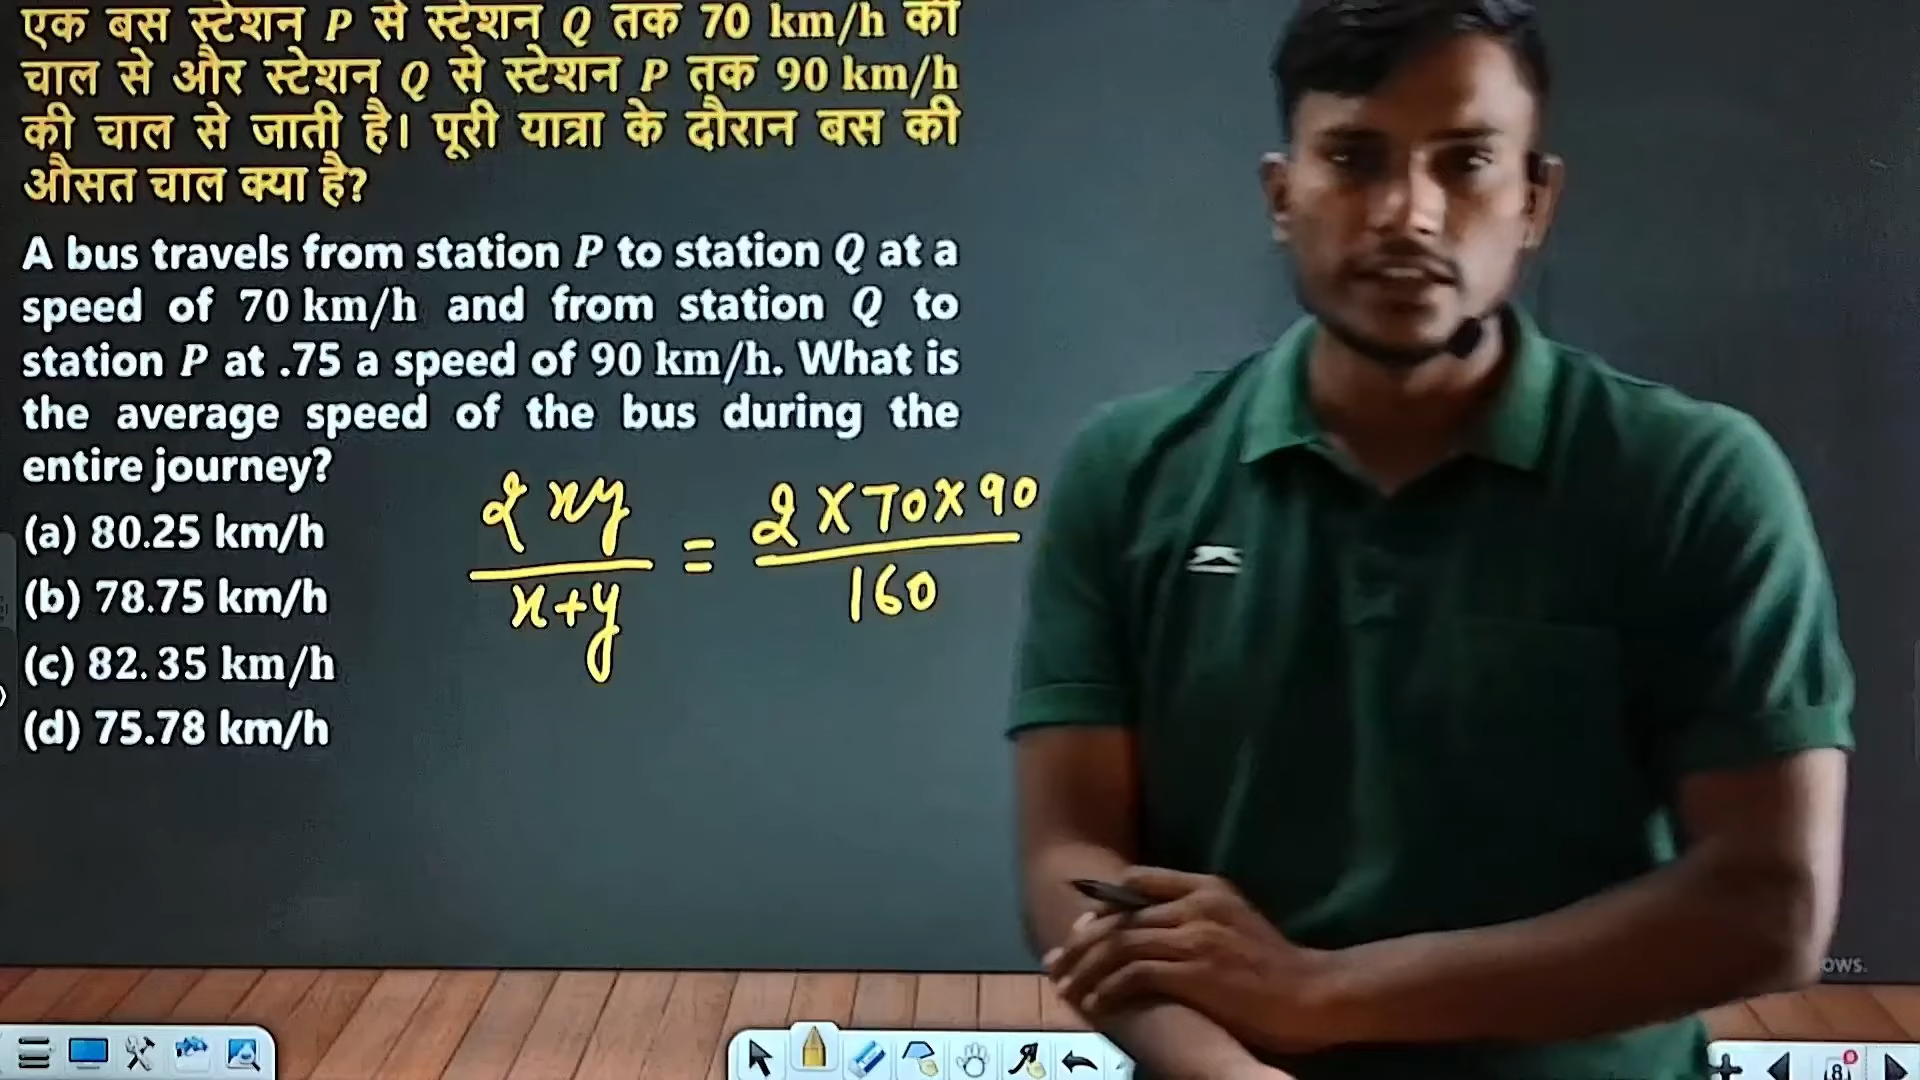 एक बस स्टेशन P से स्टेशन Q तक 70 km/h की
चाल से और स्टेशन Q से स्टेशन P तक 90 km/h
की चाल से जाती है। पूरी यात्रा के दौरान बस की
औसत चाल क्या है?
A bus travels from station P to station Q at a
speed of 70 km/h and from station Q to
station P at .75 a speed of 90 km/h. What is
the average speed of the bus during the
entire journey?
(a) 80.25 km/h
(b) 78.75 km/h
(c) 82.35 km/h
(d) 75.78 km/h
2xy / x+y = 2×70×90 / 160
ows.
8